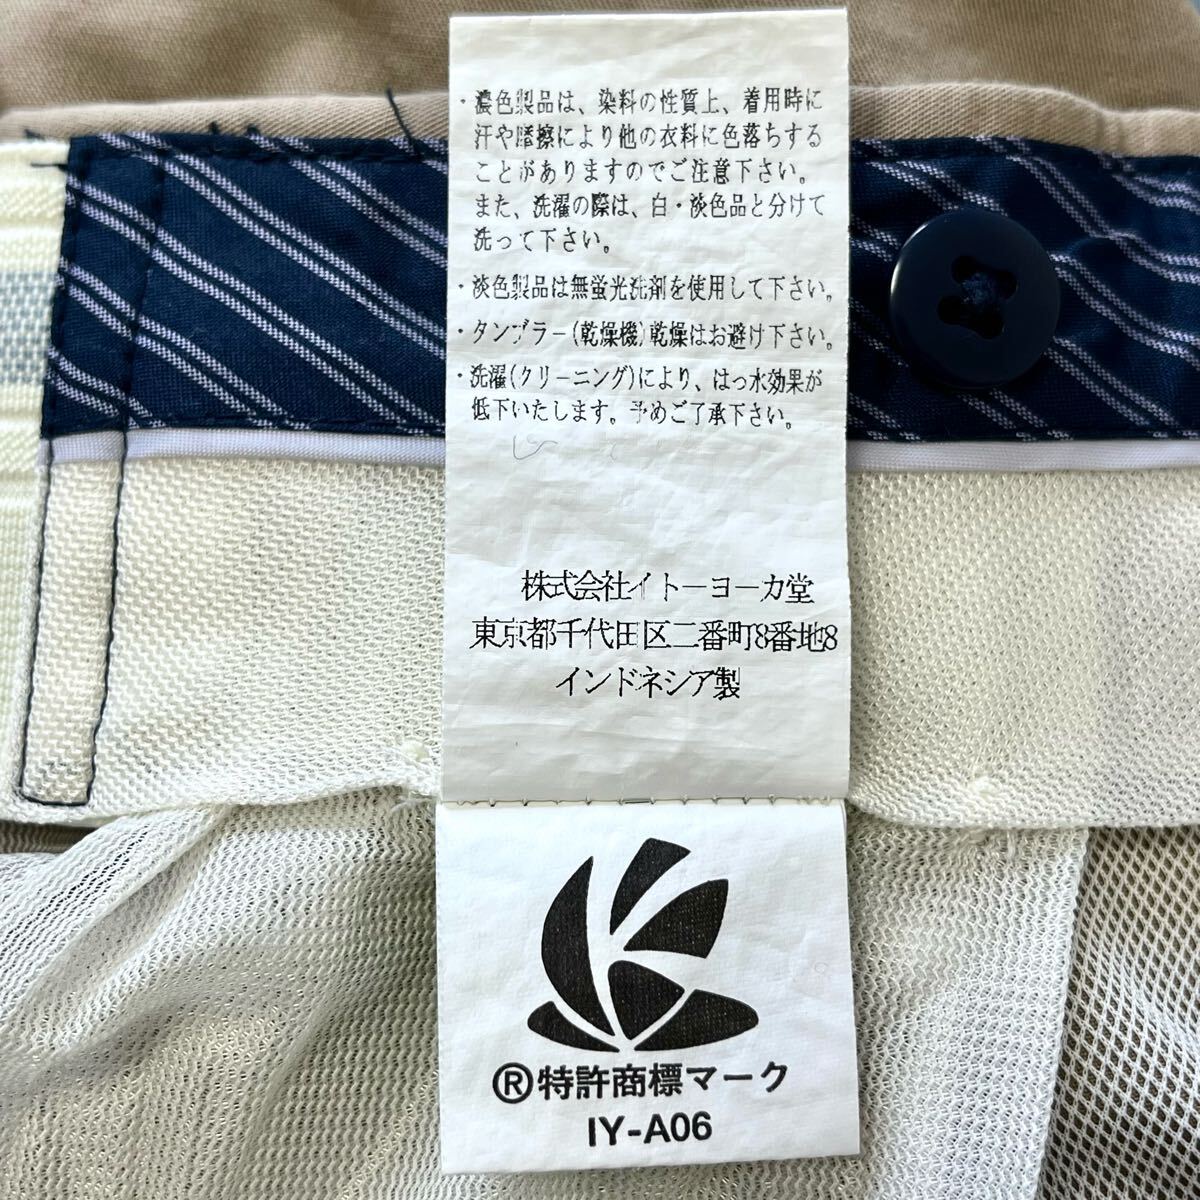 ・濃色製品は、染料の性質上、着用時に
汗や摩擦により他の衣料に色落ちする
ことがありますのでご注意下さい。
また、洗濯の際は、白・淡色品と分けて
洗って下さい。
・淡色製品は無蛍光洗剤を使用して下さい。
・タンブラー(乾燥機)乾燥はお避け下さい。
・洗濯(クリーニング)により、はっ水効果が
低下いたします。予めご了承下さい。
株式会社イトーヨーカ堂
東京都千代田区二番町8番地8
インドネシア製
®特許商標マーク
IY-A06